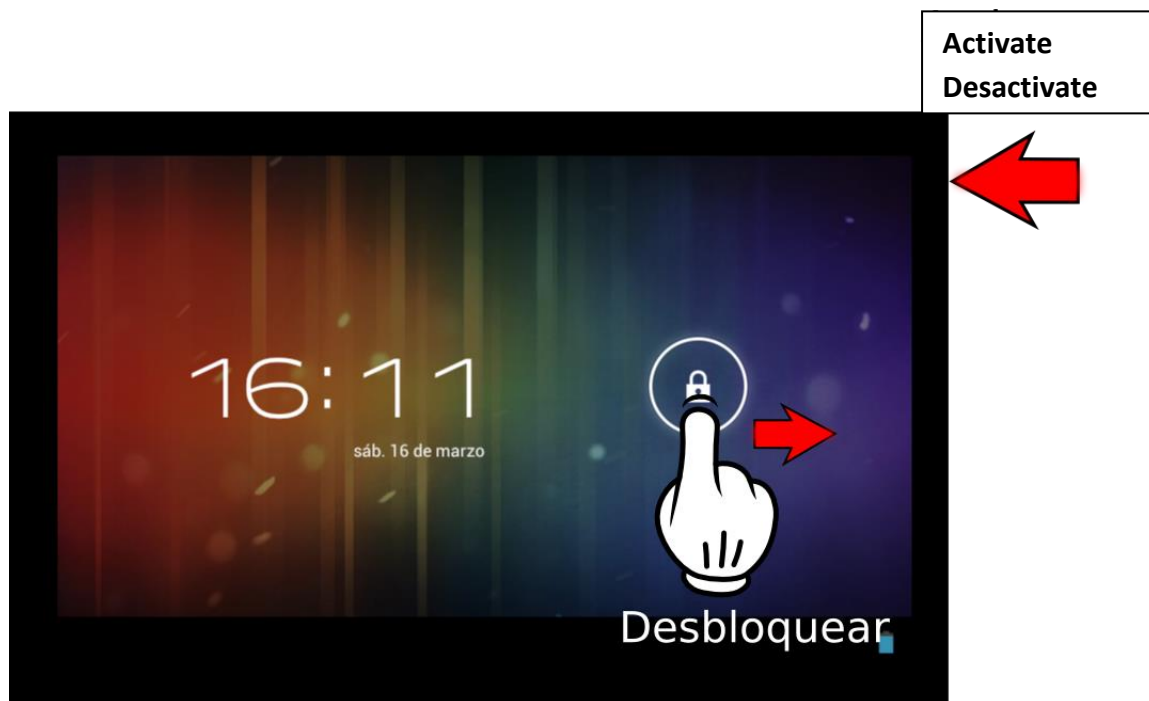 Activate
Desactivate
16:11
sáb. 16 de marzo
Desbloquear